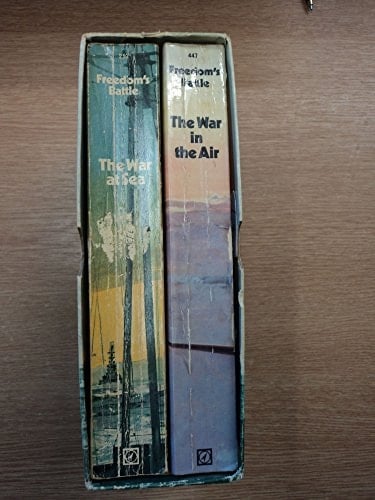 Freedom's
Battle
The War
at Sea
447
Freedom's
Battle
The War
in
the Air